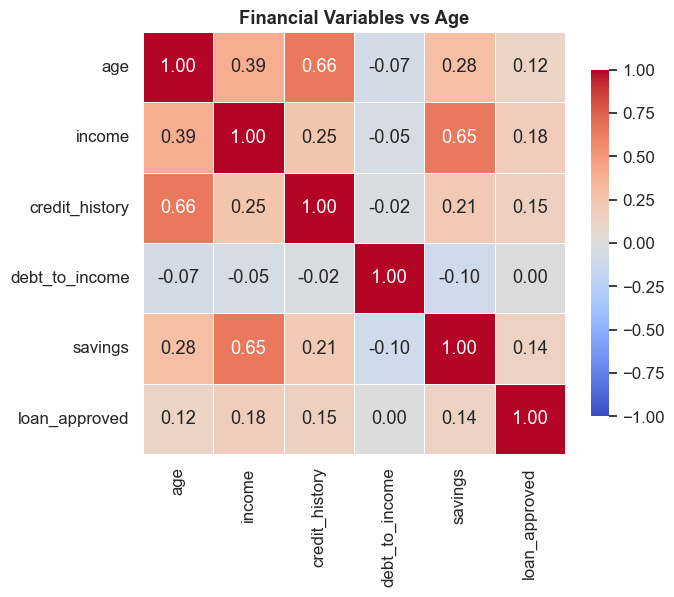 Financial Variables vs Age
age 1.00 0.39 0.66 -0.07 0.28 0.12
income 0.39 1.00 0.25 -0.05 0.65 0.18
credit_history 0.66 0.25 1.00 -0.02 0.21 0.15
debt_to_income -0.07 -0.05 -0.02 1.00 -0.10 0.00
savings 0.28 0.65 0.21 -0.10 1.00 0.14
loan_approved 0.12 0.18 0.15 0.00 0.14 1.00
age
income
credit_history
debt_to_income
savings
loan_approved
1.00
0.75
0.50
0.25
0.00
−0.25
−0.50
−0.75
−1.00